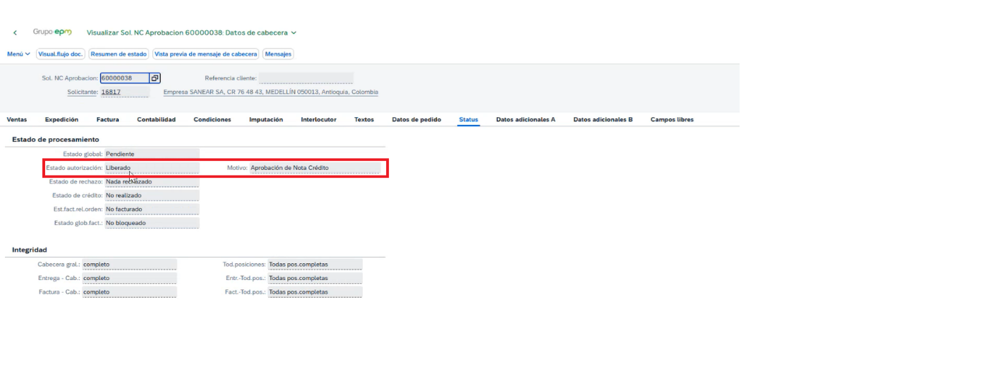 Grupo·epm Visualizar Sol. NC Aprobacion 60000038: Datos de cabecera
Menú Visual.flujo doc. Resumen de estado Vista previa de mensaje de cabecera Mensajes
Sol. NC Aprobacion: 60000038 Referencia cliente:
Solicitante: 16817 Empresa SANEAR SA, CR 76 48 43, MEDELLÍN 050013, Antioquia, Colombia
Ventas Expedición Factura Contabilidad Condiciones Imputación Interlocutor Textos Datos de pedido Status Datos adicionales A Datos adicionales B Campos libres
Estado de procesamiento
Estado global: Pendiente
Estado autorización: Liberado Motivo: Aprobación de Nota Crédito
Estado de rechazo: Nada rechazado
Estado de crédito: No realizado
Est.fact.rel.orden: No facturado
Estado glob.fact.: No bloqueado
Integridad
Cabecera gral.: completo Tod.posiciones: Todas pos.completas
Entrega - Cab.: completo Entr.-Tod.pos.: Todas pos.completas
Factura - Cab.: completo Fact.-Tod.pos.: Todas pos.completas